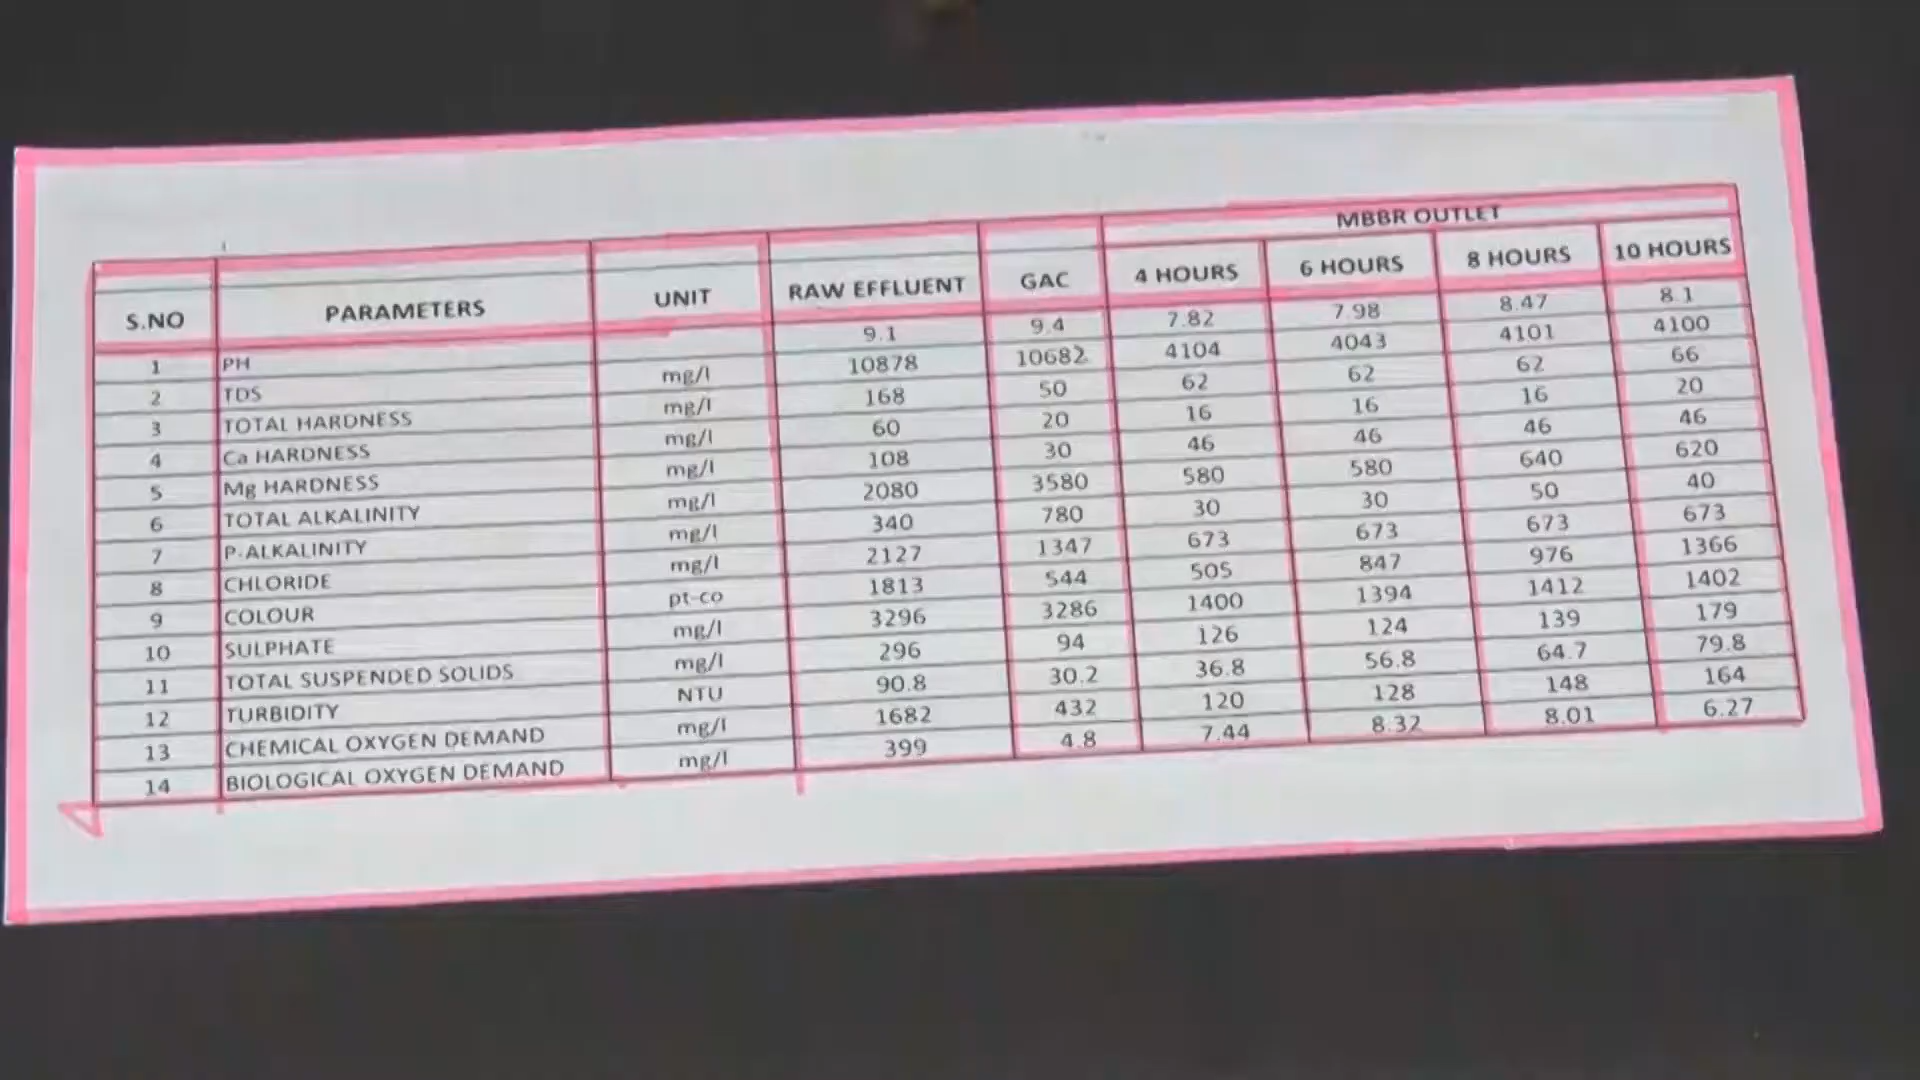 MBBR OUTLET
S.NO PARAMETERS UNIT RAW EFFLUENT GAC 4 HOURS 6 HOURS 8 HOURS 10 HOURS
1 PH 9.1 9.4 7.82 7.98 8.47 8.1
2 TDS mg/l 10878 10682 4104 4043 4101 4100
3 TOTAL HARDNESS mg/l 168 50 62 62 62 66
4 Ca HARDNESS mg/l 60 20 16 16 16 20
5 Mg HARDNESS mg/l 108 30 46 46 46 46
6 TOTAL ALKALINITY mg/l 2080 3580 580 580 640 620
7 P-ALKALINITY mg/l 340 780 30 30 50 40
8 CHLORIDE mg/l 2127 1347 673 673 673 673
9 COLOUR pt-co 1813 544 505 847 976 1366
10 SULPHATE mg/l 3296 3286 1400 1394 1412 1402
11 TOTAL SUSPENDED SOLIDS mg/l 296 94 126 124 139 179
12 TURBIDITY NTU 90.8 30.2 36.8 56.8 64.7 79.8
13 CHEMICAL OXYGEN DEMAND mg/l 1682 432 120 128 148 164
14 BIOLOGICAL OXYGEN DEMAND mg/l 399 4.8 7.44 8.32 8.01 6.27